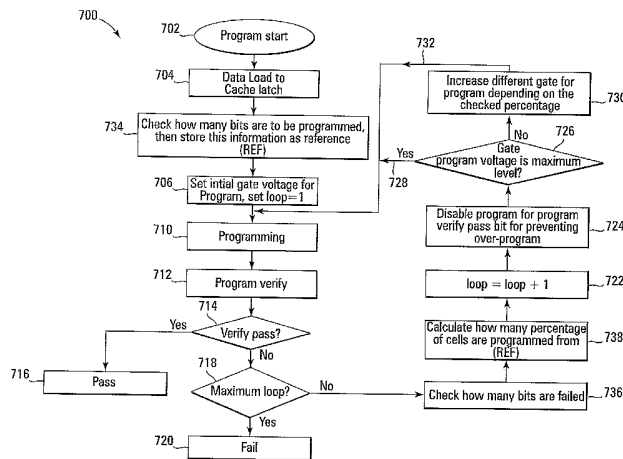 700
702
Program start
704
Data Load to
Cache latch
734
Check how many bits are to be programmed,
then store this information as reference
(REF)
706
Set intial gate voltage for
Program, set loop=1
710
Programming
712
Program verify
714
Verify pass?
Yes
No
716
Pass
718
Maximum loop?
No
Yes
720
Fail
732
Increase different gate for
program depending on the
checked percentage
730
No
726
Gate
program voltage is maximum
level?
Yes
728
Disable program for program
verify pass bit for preventing
over-program
724
loop = loop + 1
722
Calculate how many percentage
of cells are programmed from
(REF)
738
Check how many bits are failed
736